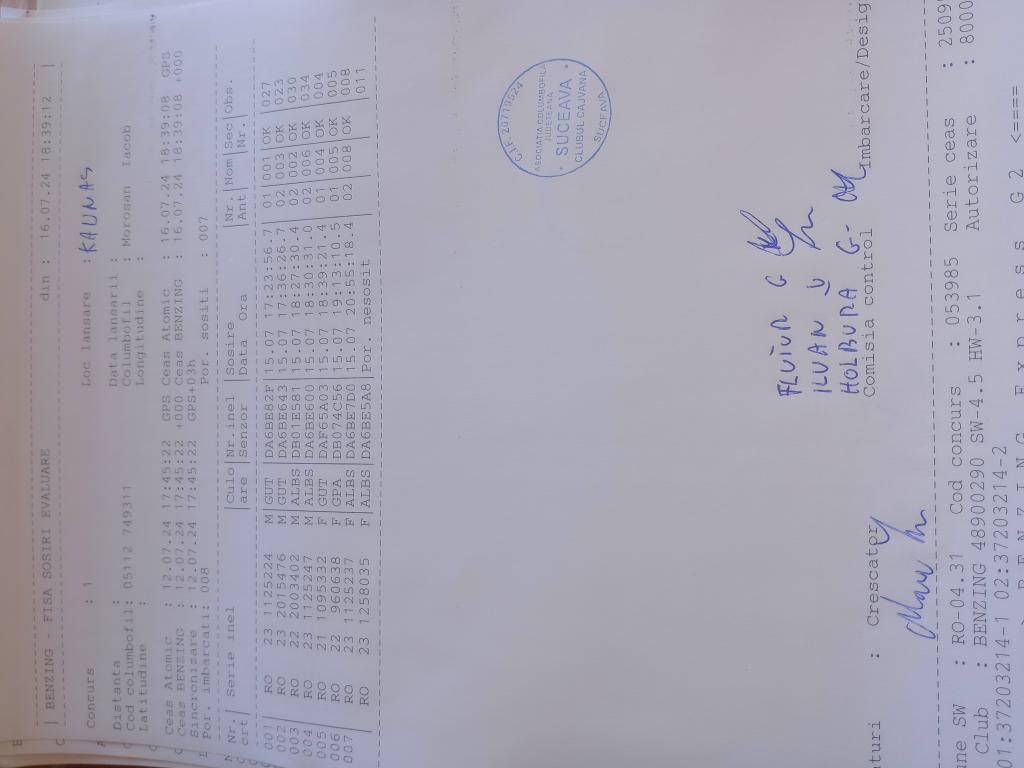 | BENZING - FISA SOSIRI EVALUARE din : 16.07.24 18:39:12 |
Concurs : 1 Loc lansare : KAUNAS
Distanta : Data lansarii :
Cod columbofil: 05112 749311 Columbofil : Morosan Iacob
Latitudine : Longitudine :
Ceas Atomic : 12.07.24 17:45:22 GPS Ceas Atomic : 16.07.24 18:39:08 GPS
Ceas BENZING : 12.07.24 17:45:22 +000 Ceas BENZING : 16.07.24 18:39:08 +000
Sincronizare : 12.07.24 17:45:22 GPS+03h
Por. imbarcati: 008 Por. sositi : 007
Nr.| Serie inel |Culo|Nr.inel |Sosire |Nr.|Nom|Sec|Obs.
crt| |are |Senzor |Data Ora |Ant| |Nr.|
001| RO 23 1125224 M|GUT |DA6BE82F|15.07 17:23:56.7| 01|001|OK |027
002| RO 23 2015476 M|GUT |DA6BE643|15.07 17:36:26.7| 02|003|OK |023
003| RO 22 2003402 M|ALBS|DB01E581|15.07 18:37:30.4| 02|002|OK |030
004| RO 23 1125247 M|ALBS|DA6BE600|15.07 18:30:30.0| 02|006|OK |034
005| RO 21 1095332 F|GUT |DAF65A03|15.07 18:39:21.4| 01|004|OK |004
006| RO 22 960638 F|GPA |DB074C56|15.07 19:13:10.5| 01|005|OK |005
007| RO 23 1125237 F|ALBS|DA6BE7D0|15.07 20:55:18.4| 02|008|OK |008
RO 23 1258035 F|ALBS|DA6BE5A8|Por. nesosit | | | |011
C.I.F. 20719524
ASOCIATIA COLUMBOFILA
JUDETEANA
SUCEAVA
CLUBUL CAJVANA
SUCEAVA
FLUIUR G
ILVAN V
HOLBURA G-
turi : Crescator Comisia control Imbarcare/Desig
une SW : RO-04.31 Cod concurs : 053985 Serie ceas : 2509
Club : BENZING 48900290 SW-4.5 HW-3.1 Autorizare : 8000
01:37203214-1 02:37203214-2
B E N Z I N G E x p r e s s G 2 <====